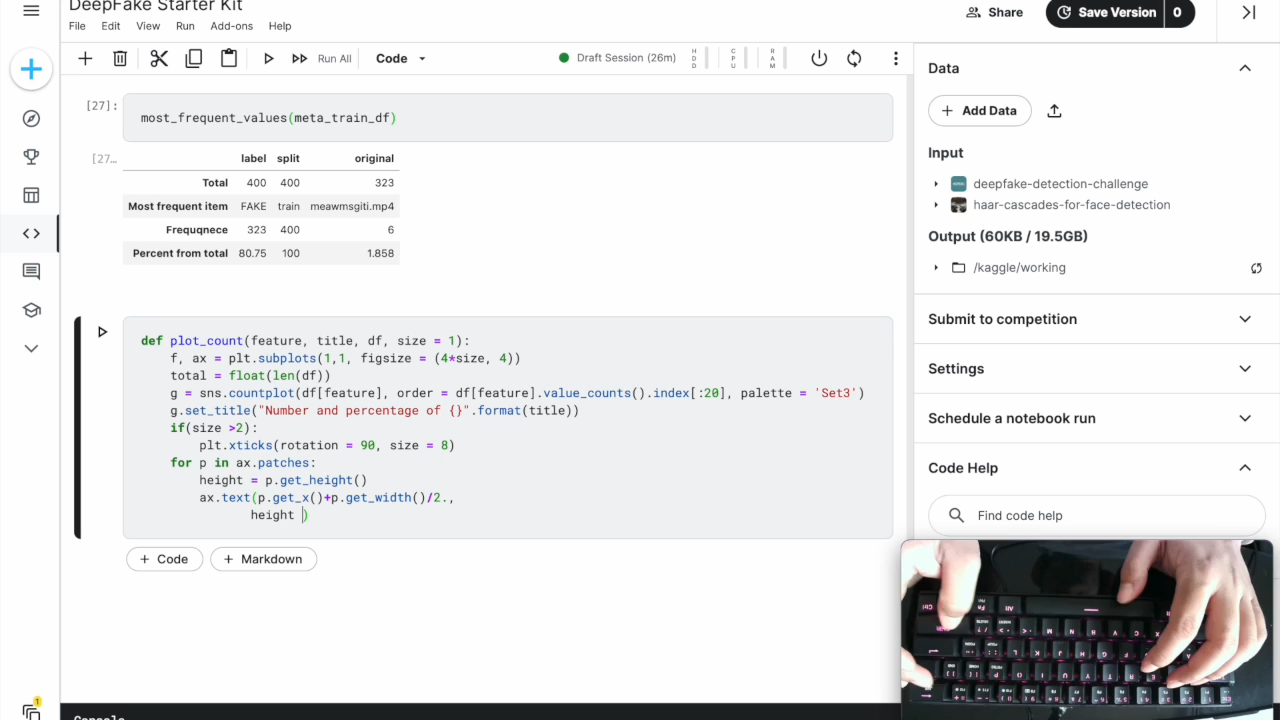 DeepFake Starter Kit
File Edit View Run Add-ons Help
Share
Save Version 0
Run All
Code
Draft Session (26m)
HDD
CPU
RAM
[27]:
most_frequent_values(meta_train_df)
[27…
label split original
Total 400 400 323
Most frequent item FAKE train meawmsgiti.mp4
Frequqnece 323 400 6
Percent from total 80.75 100 1.858
def plot_count(feature, title, df, size = 1):
f, ax = plt.subplots(1,1, figsize = (4*size, 4))
total = float(len(df))
g = sns.countplot(df[feature], order = df[feature].value_counts().index[:20], palette = 'Set3')
g.set_title("Number and percentage of {}".format(title))
if(size >2):
plt.xticks(rotation = 90, size = 8)
for p in ax.patches:
height = p.get_height()
ax.text(p.get_x()+p.get_width()/2.,
height )
+ Code
+ Markdown
Console
Data
+ Add Data
Input
deepfake-detection-challenge
haar-cascades-for-face-detection
Output (60KB / 19.5GB)
/kaggle/working
Submit to competition
Settings
Schedule a notebook run
Code Help
Find code help
1